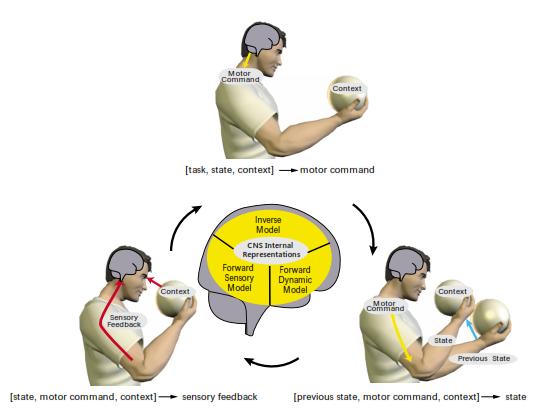 Motor
Command
Context
[task, state, context] → motor command
Inverse
Model
CNS Internal
Representations
Forward
Sensory
Model
Forward
Dynamic
Model
Context
Sensory
Feedback
[state, motor command, context] → sensory feedback
Motor
Command
Context
State
Previous State
[previous state, motor command, context] → state